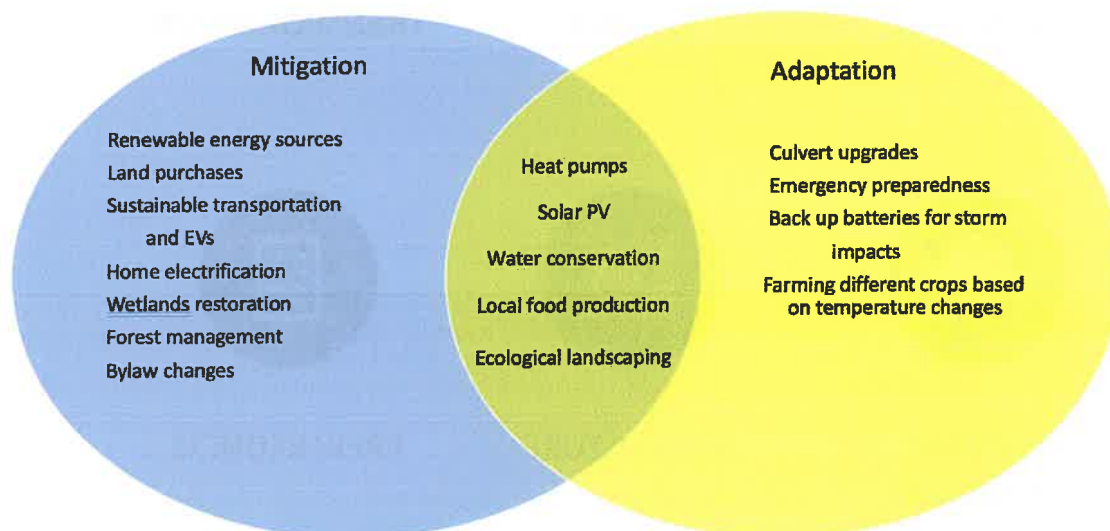 Mitigation
Renewable energy sources
Land purchases
Sustainable transportation
and EVs
Home electrification
Wetlands restoration
Forest management
Bylaw changes
Heat pumps
Solar PV
Water conservation
Local food production
Ecological landscaping
Adaptation
Culvert upgrades
Emergency preparedness
Back up batteries for storm
impacts
Farming different crops based
on temperature changes